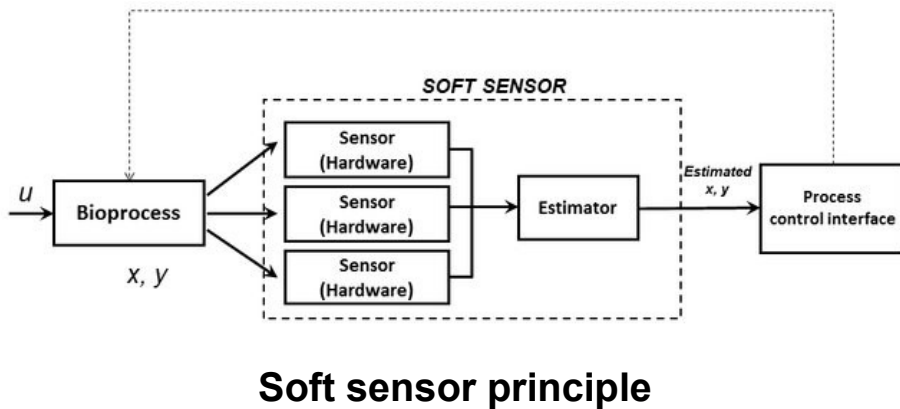 SOFT SENSOR
Sensor
(Hardware)
u
Bioprocess
Sensor
(Hardware)
Estimator
Estimated
x, y
Process
control interface
Sensor
(Hardware)
x, y
Soft sensor principle